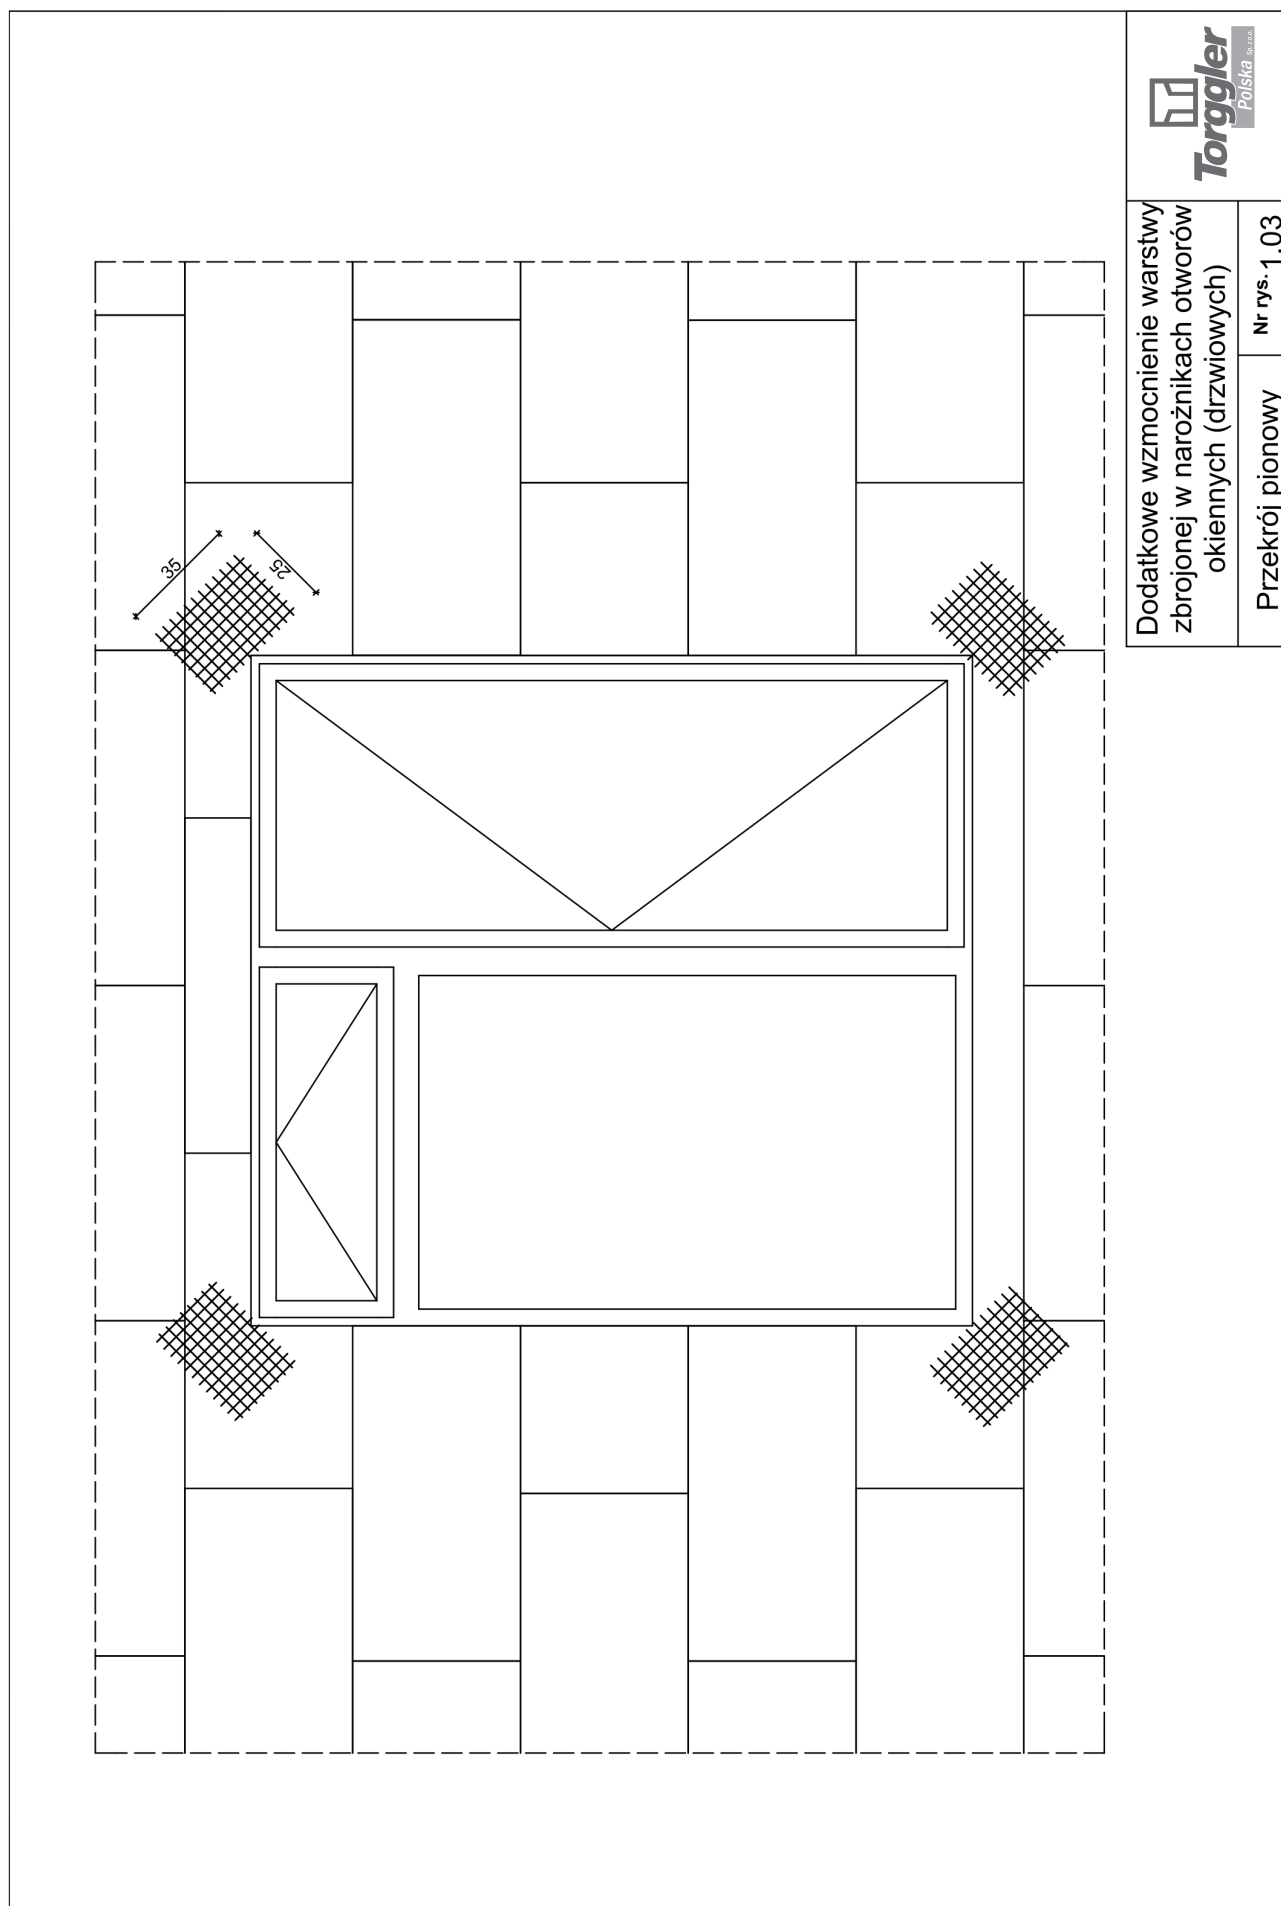 35
25
Torggler
Polska Sp. z o.o.
Dodatkowe wzmocnienie warstwy
zbrojonej w narożnikach otworów
okiennych (drzwiowych)
Przekrój pionowy
Nr rys. 1.03